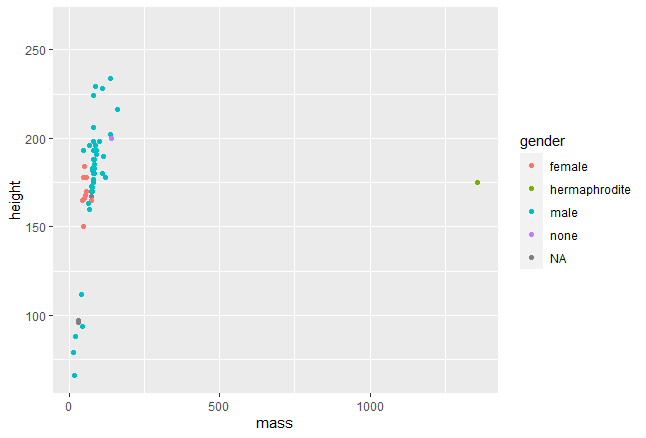 250
200
150
100
height
0
500
1000
mass
gender
female
hermaphrodite
male
none
NA